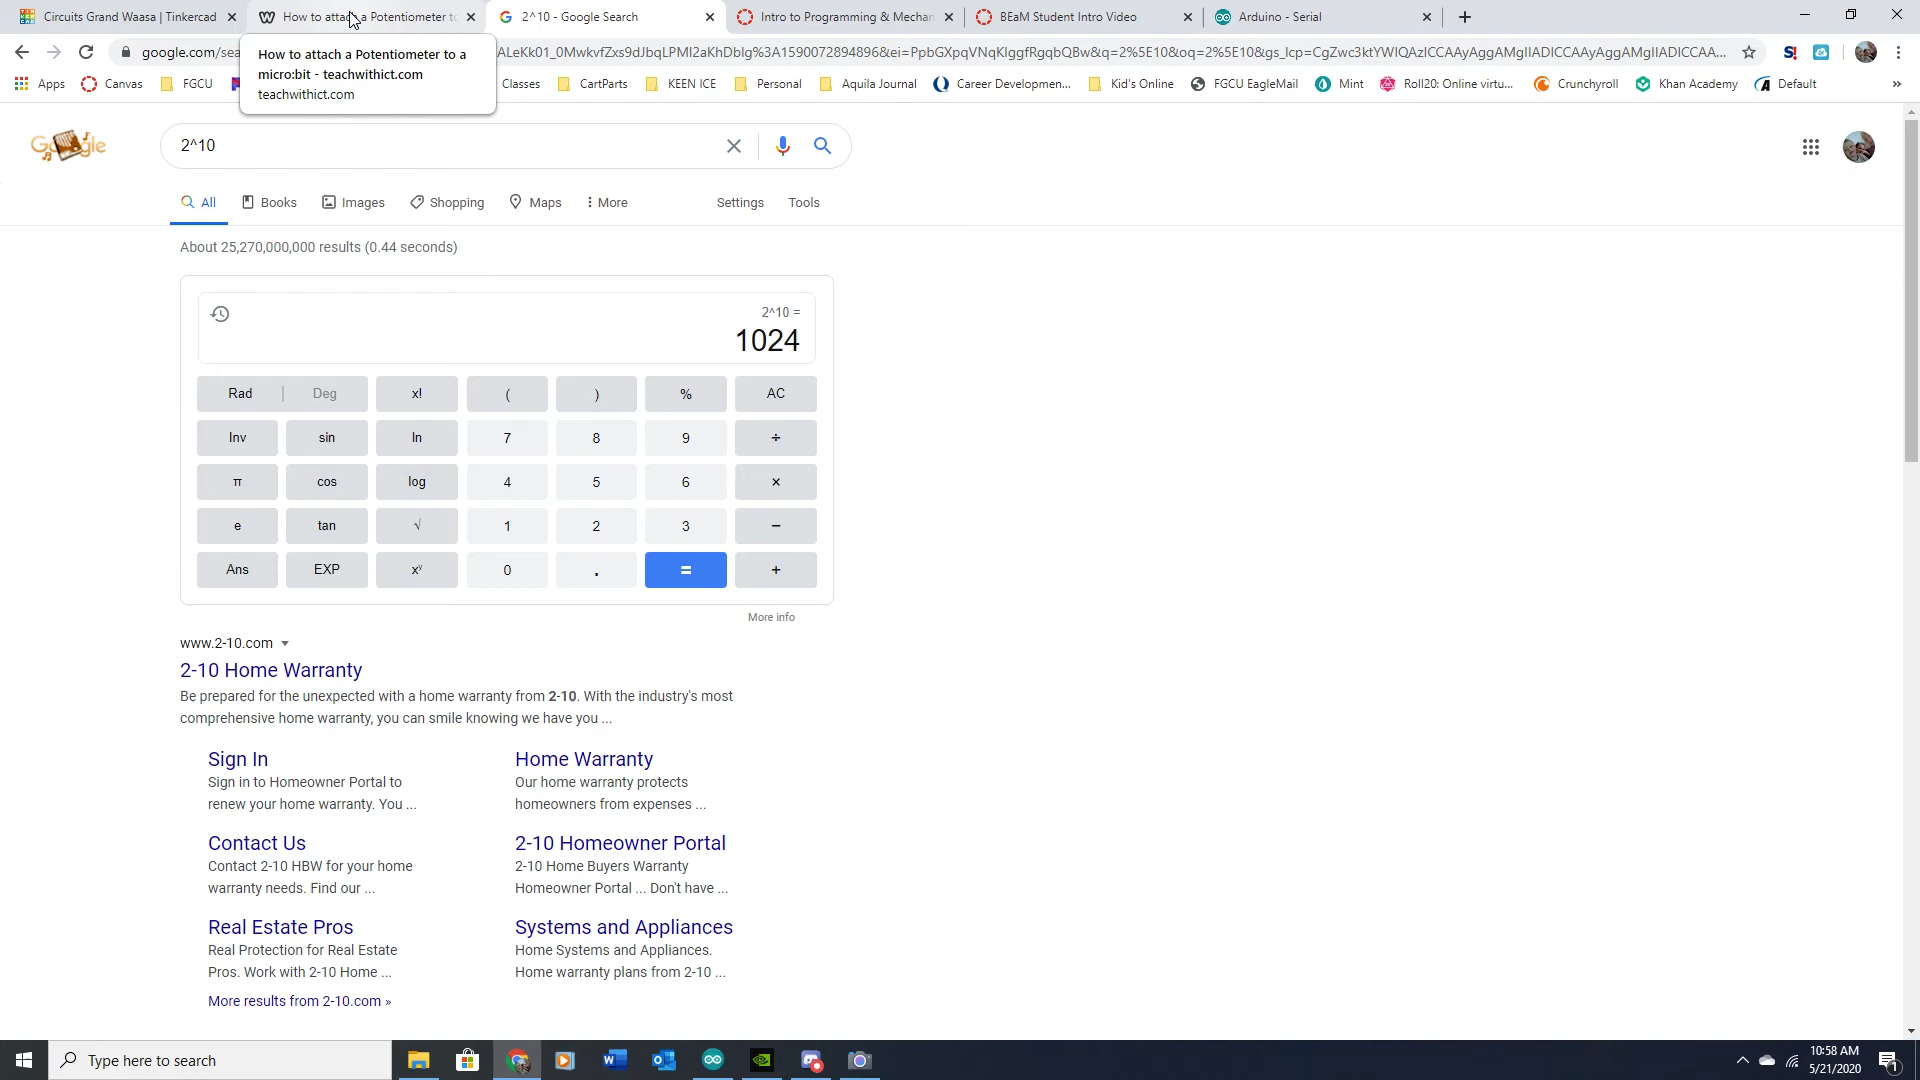 Circuits Grand Waasa | Tinkercad
How to attach a Potentiometer to
2^10 - Google Search
Intro to Programming & Mechan
BEaM Student Intro Video
Arduino - Serial
google.com/sea
ALeKk01_0MwkvfZxs9dJbqLPMI2aKhDbIg%3A1590072894896&ei=PpbGXpqVNqKIggfRgqbQBw&q=2%5E10&oq=2%5E10&gs_lcp=CgZwc3ktYWIQAzICCAAyAggAMgIIADICCAAyAggAMgIIADICCAA...
How to attach a Potentiometer to a
micro:bit - teachwithict.com
teachwithict.com
Apps
Canvas
FGCU
Classes
CartParts
KEEN ICE
Personal
Aquila Journal
Career Developmen...
Kid's Online
FGCU EagleMail
Mint
Roll20: Online virtu...
Crunchyroll
Khan Academy
Default
»
Google
2^10
All
Books
Images
Shopping
Maps
More
Settings
Tools
About 25,270,000,000 results (0.44 seconds)
2^10 =
1024
Rad | Deg x! ( ) % AC
Inv sin ln 7 8 9 ÷
π cos log 4 5 6 ×
e tan √ 1 2 3 −
Ans EXP xʸ 0 . = +
More info
www.2-10.com
2-10 Home Warranty
Be prepared for the unexpected with a home warranty from 2-10. With the industry's most
comprehensive home warranty, you can smile knowing we have you ...
Sign In
Sign in to Homeowner Portal to
renew your home warranty. You ...
Home Warranty
Our home warranty protects
homeowners from expenses ...
Contact Us
Contact 2-10 HBW for your home
warranty needs. Find our ...
2-10 Homeowner Portal
2-10 Home Buyers Warranty
Homeowner Portal ... Don't have ...
Real Estate Pros
Real Protection for Real Estate
Pros. Work with 2-10 Home ...
Systems and Appliances
Home Systems and Appliances.
Home warranty plans from 2-10 ...
More results from 2-10.com »
Type here to search
10:58 AM
5/21/2020
1